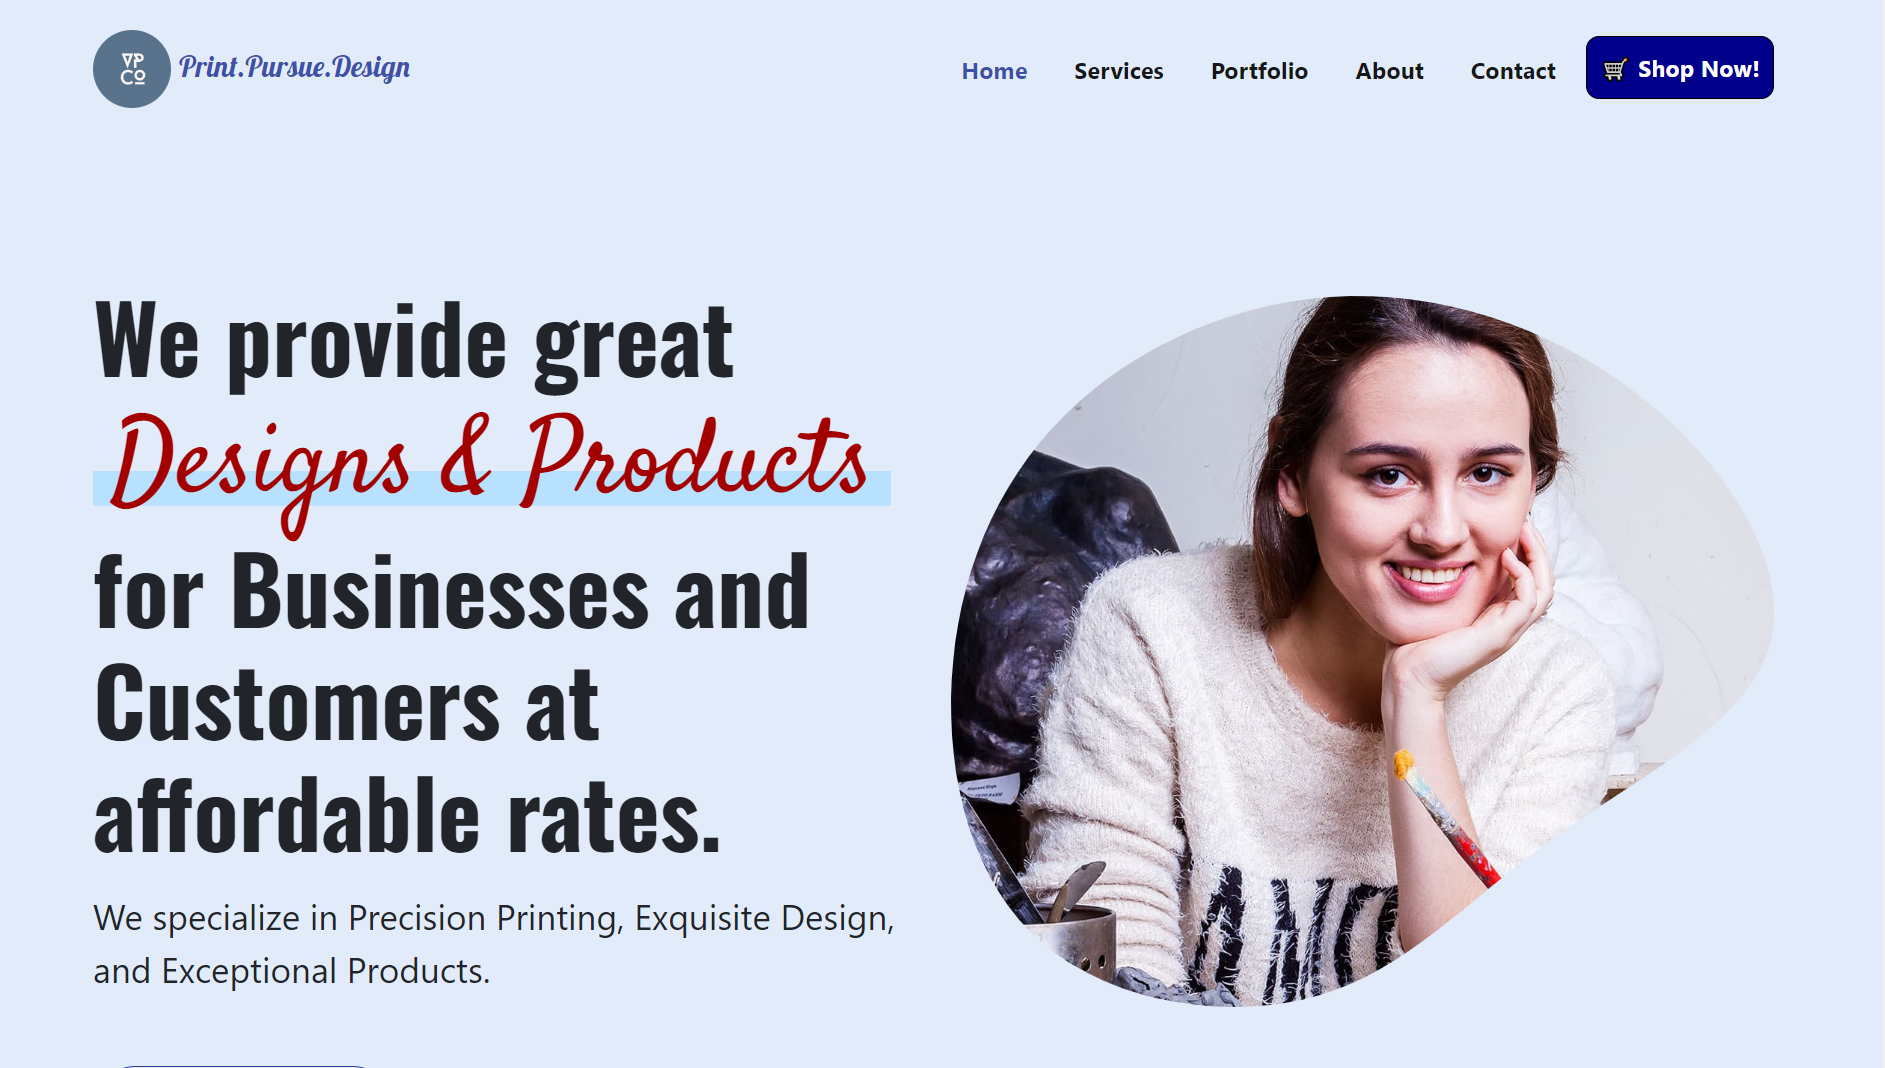 VP
CO
Print.Pursue.Design
Home Services Portfolio About Contact Shop Now!
We provide great
Designs & Products
for Businesses and
Customers at
affordable rates.
We specialize in Precision Printing, Exquisite Design,
and Exceptional Products.